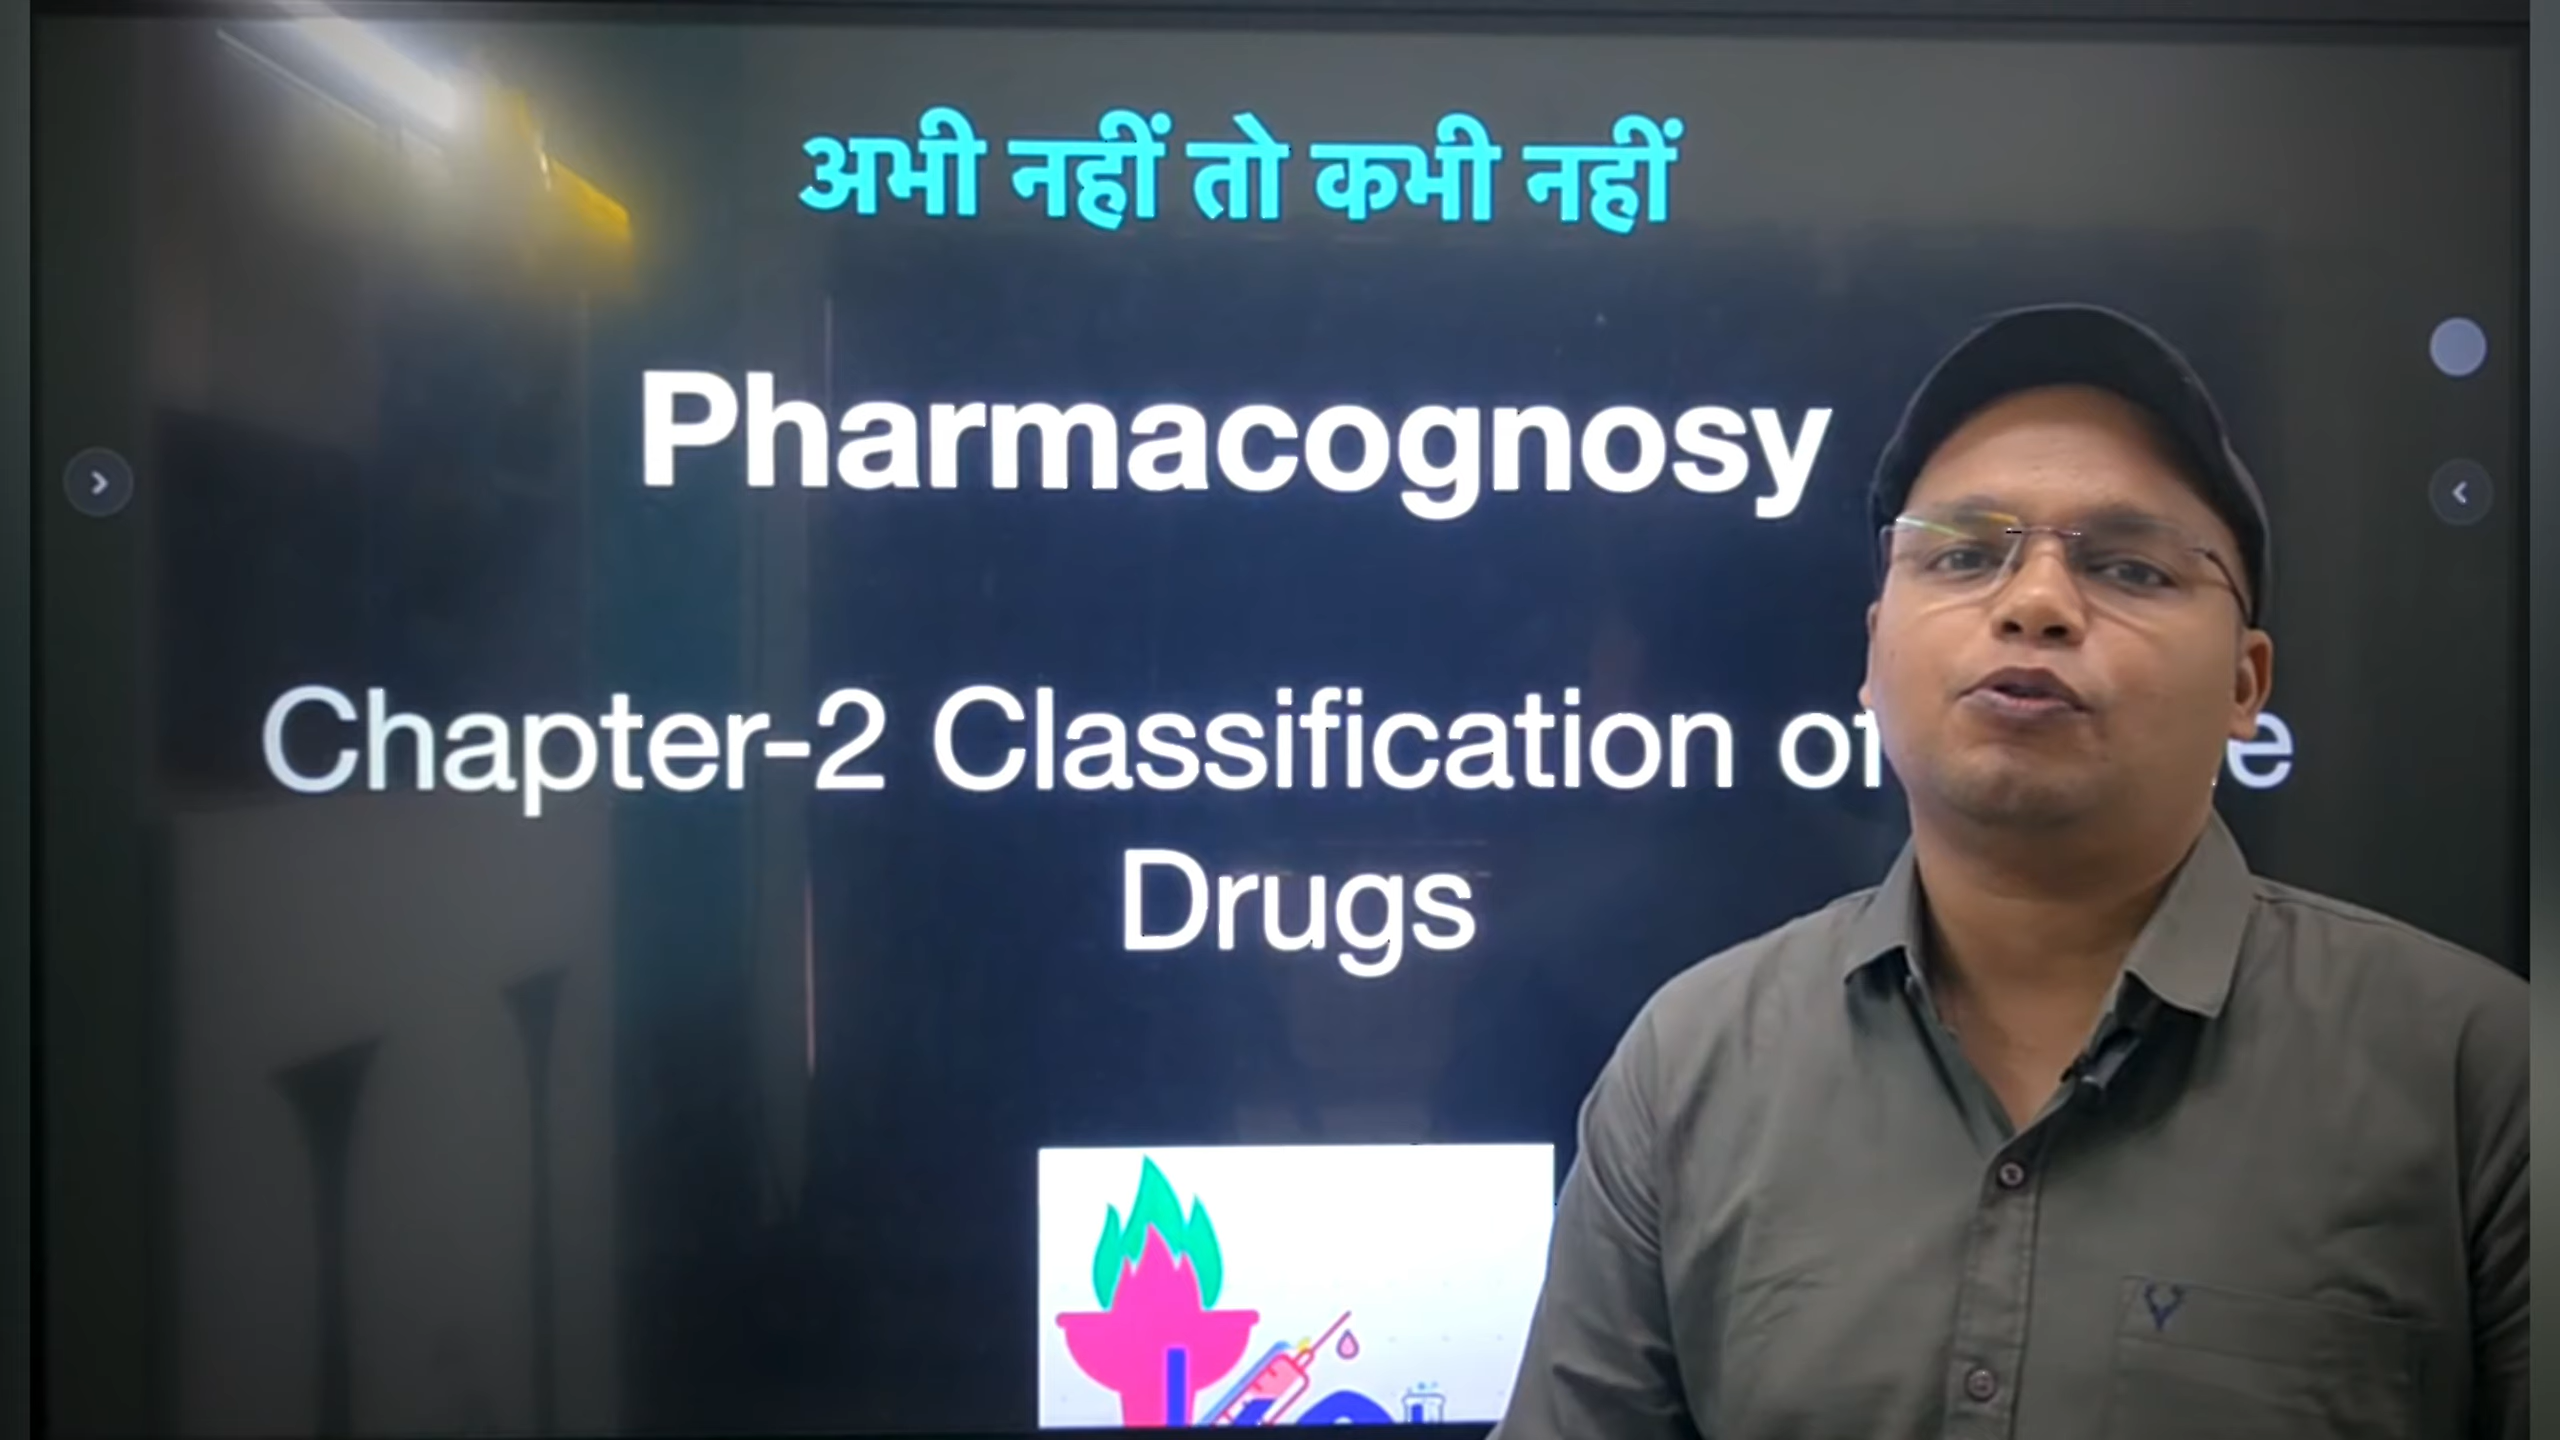 अभी नहीं तो कभी नहीं
Pharmacognosy
Chapter-2 Classification of
Drugs